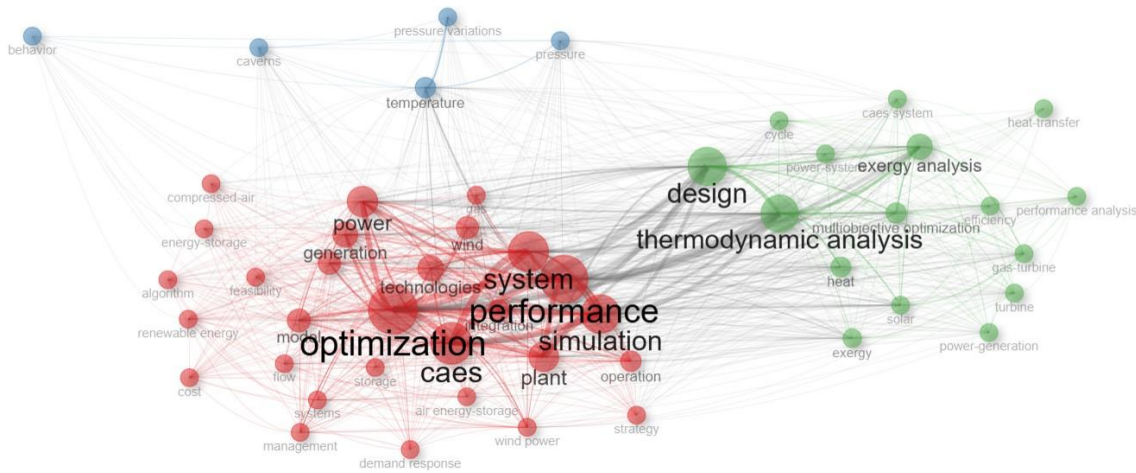 pressure variations
behavior
caverns
pressure
temperature
caes system
heat-transfer
cycle
power-system
exergy analysis
compressed-air
gas
design
performance analysis
power
efficiency
multiobjective optimization
energy-storage
wind
thermodynamic analysis
generation
gas-turbine
heat
system
technologies
algorithm
feasibility
turbine
performance
solar
renewable energy
model
integration
optimization
simulation
exergy
power-generation
flow
caes
plant
operation
storage
cost
systems
air energy-storage
strategy
management
wind power
demand response